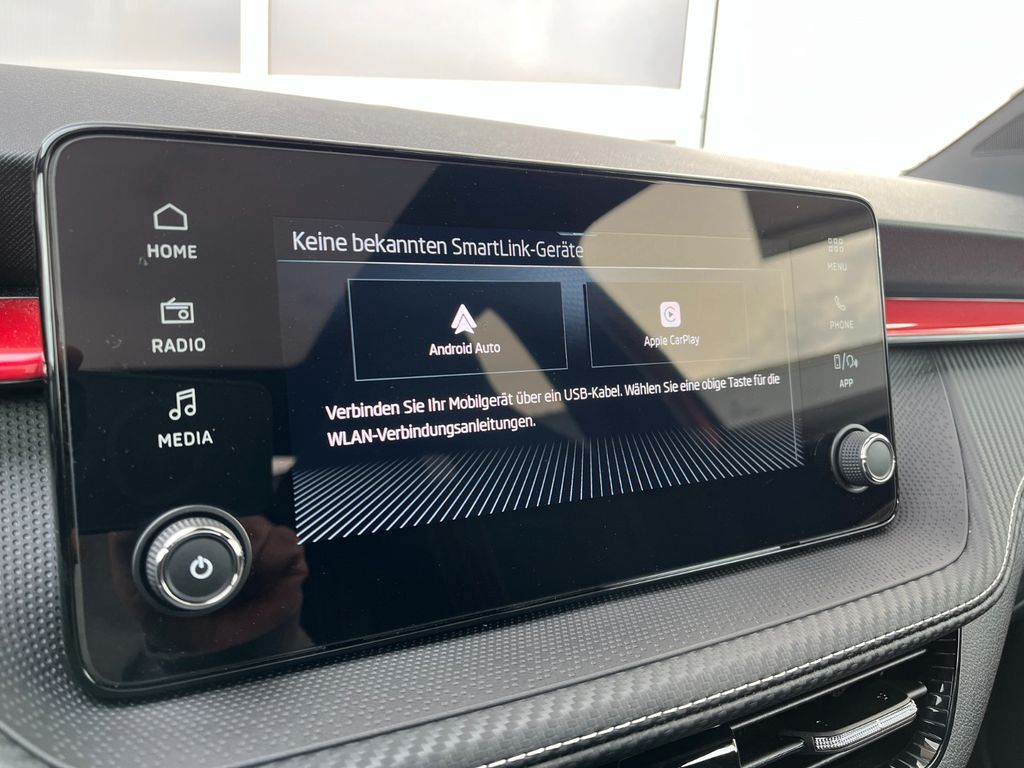 HOME
RADIO
MEDIA
Keine bekannten SmartLink-Geräte
Android Auto
Apple CarPlay
Verbinden Sie Ihr Mobilgerät über ein USB-Kabel. Wählen Sie eine obige Taste für die
WLAN-Verbindungsanleitungen.
MENU
PHONE
APP